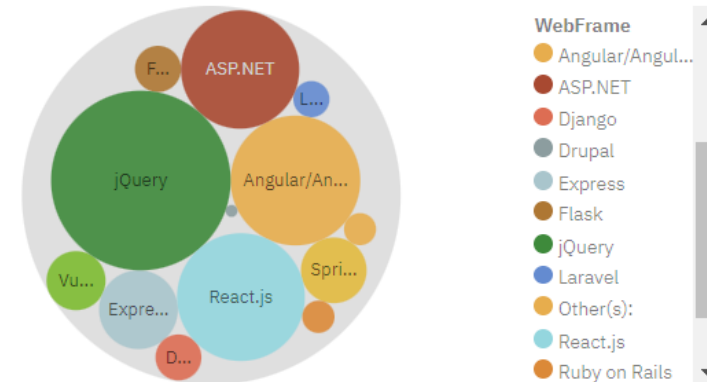 F...
ASP.NET
L...
jQuery
Angular/An...
Spri...
Vu...
Expre...
React.js
D...
WebFrame
Angular/Angul...
ASP.NET
Django
Drupal
Express
Flask
jQuery
Laravel
Other(s):
React.js
Ruby on Rails